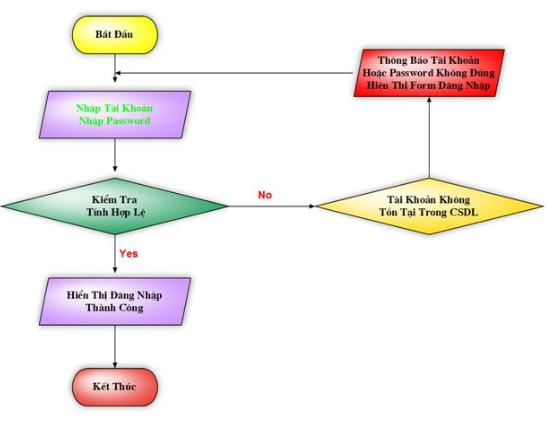 Bắt Đầu
Thông Báo Tài Khoản
Hoặc Password Không Đúng
Hiện Thị Form Đăng Nhập
Nhập Tài Khoản
Nhập Password
Kiểm Tra
Tính Hợp Lệ
No
Tài Khoản Không
Tồn Tại Trong CSDL
Yes
Hiển Thị Đăng Nhập
Thành Công
Kết Thúc